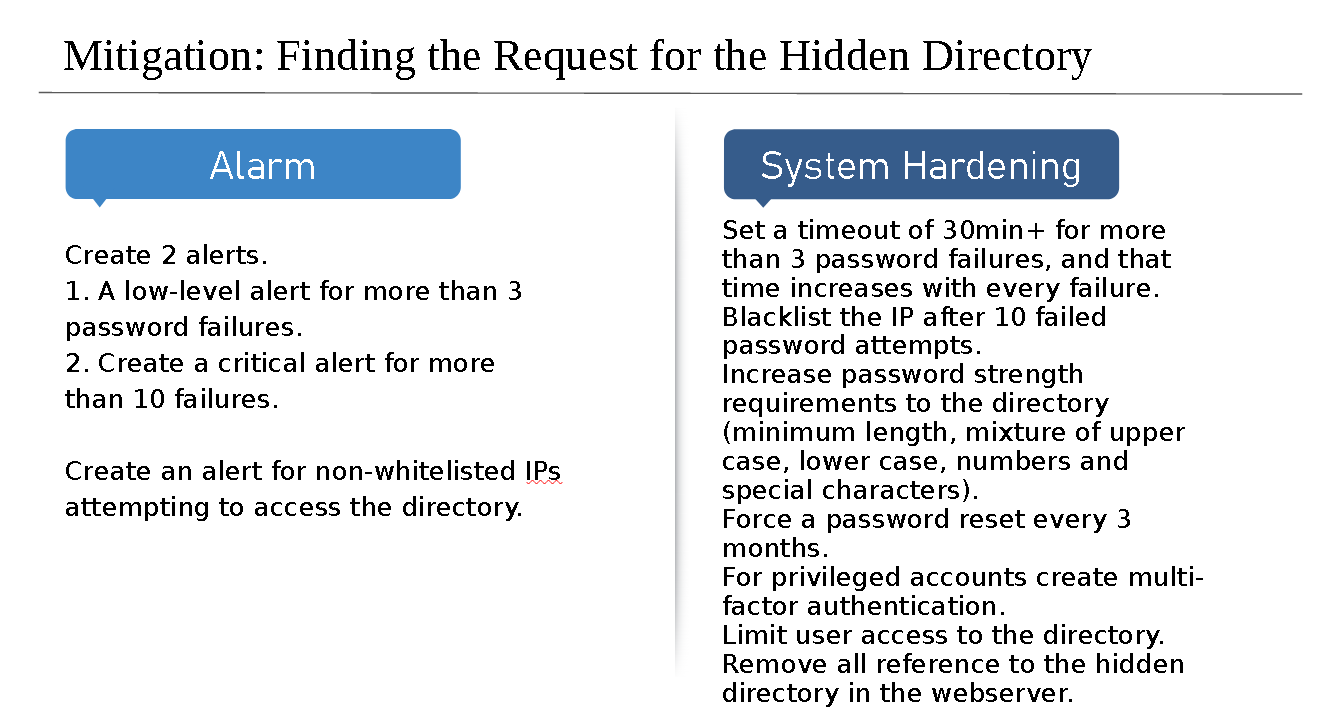 Mitigation: Finding the Request for the Hidden Directory
Alarm
Create 2 alerts.
1. A low-level alert for more than 3
password failures.
2. Create a critical alert for more
than 10 failures.
Create an alert for non-whitelisted IPs
attempting to access the directory.
System Hardening
Set a timeout of 30min+ for more
than 3 password failures, and that
time increases with every failure.
Blacklist the IP after 10 failed
password attempts.
Increase password strength
requirements to the directory
(minimum length, mixture of upper
case, lower case, numbers and
special characters).
Force a password reset every 3
months.
For privileged accounts create multi-
factor authentication.
Limit user access to the directory.
Remove all reference to the hidden
directory in the webserver.